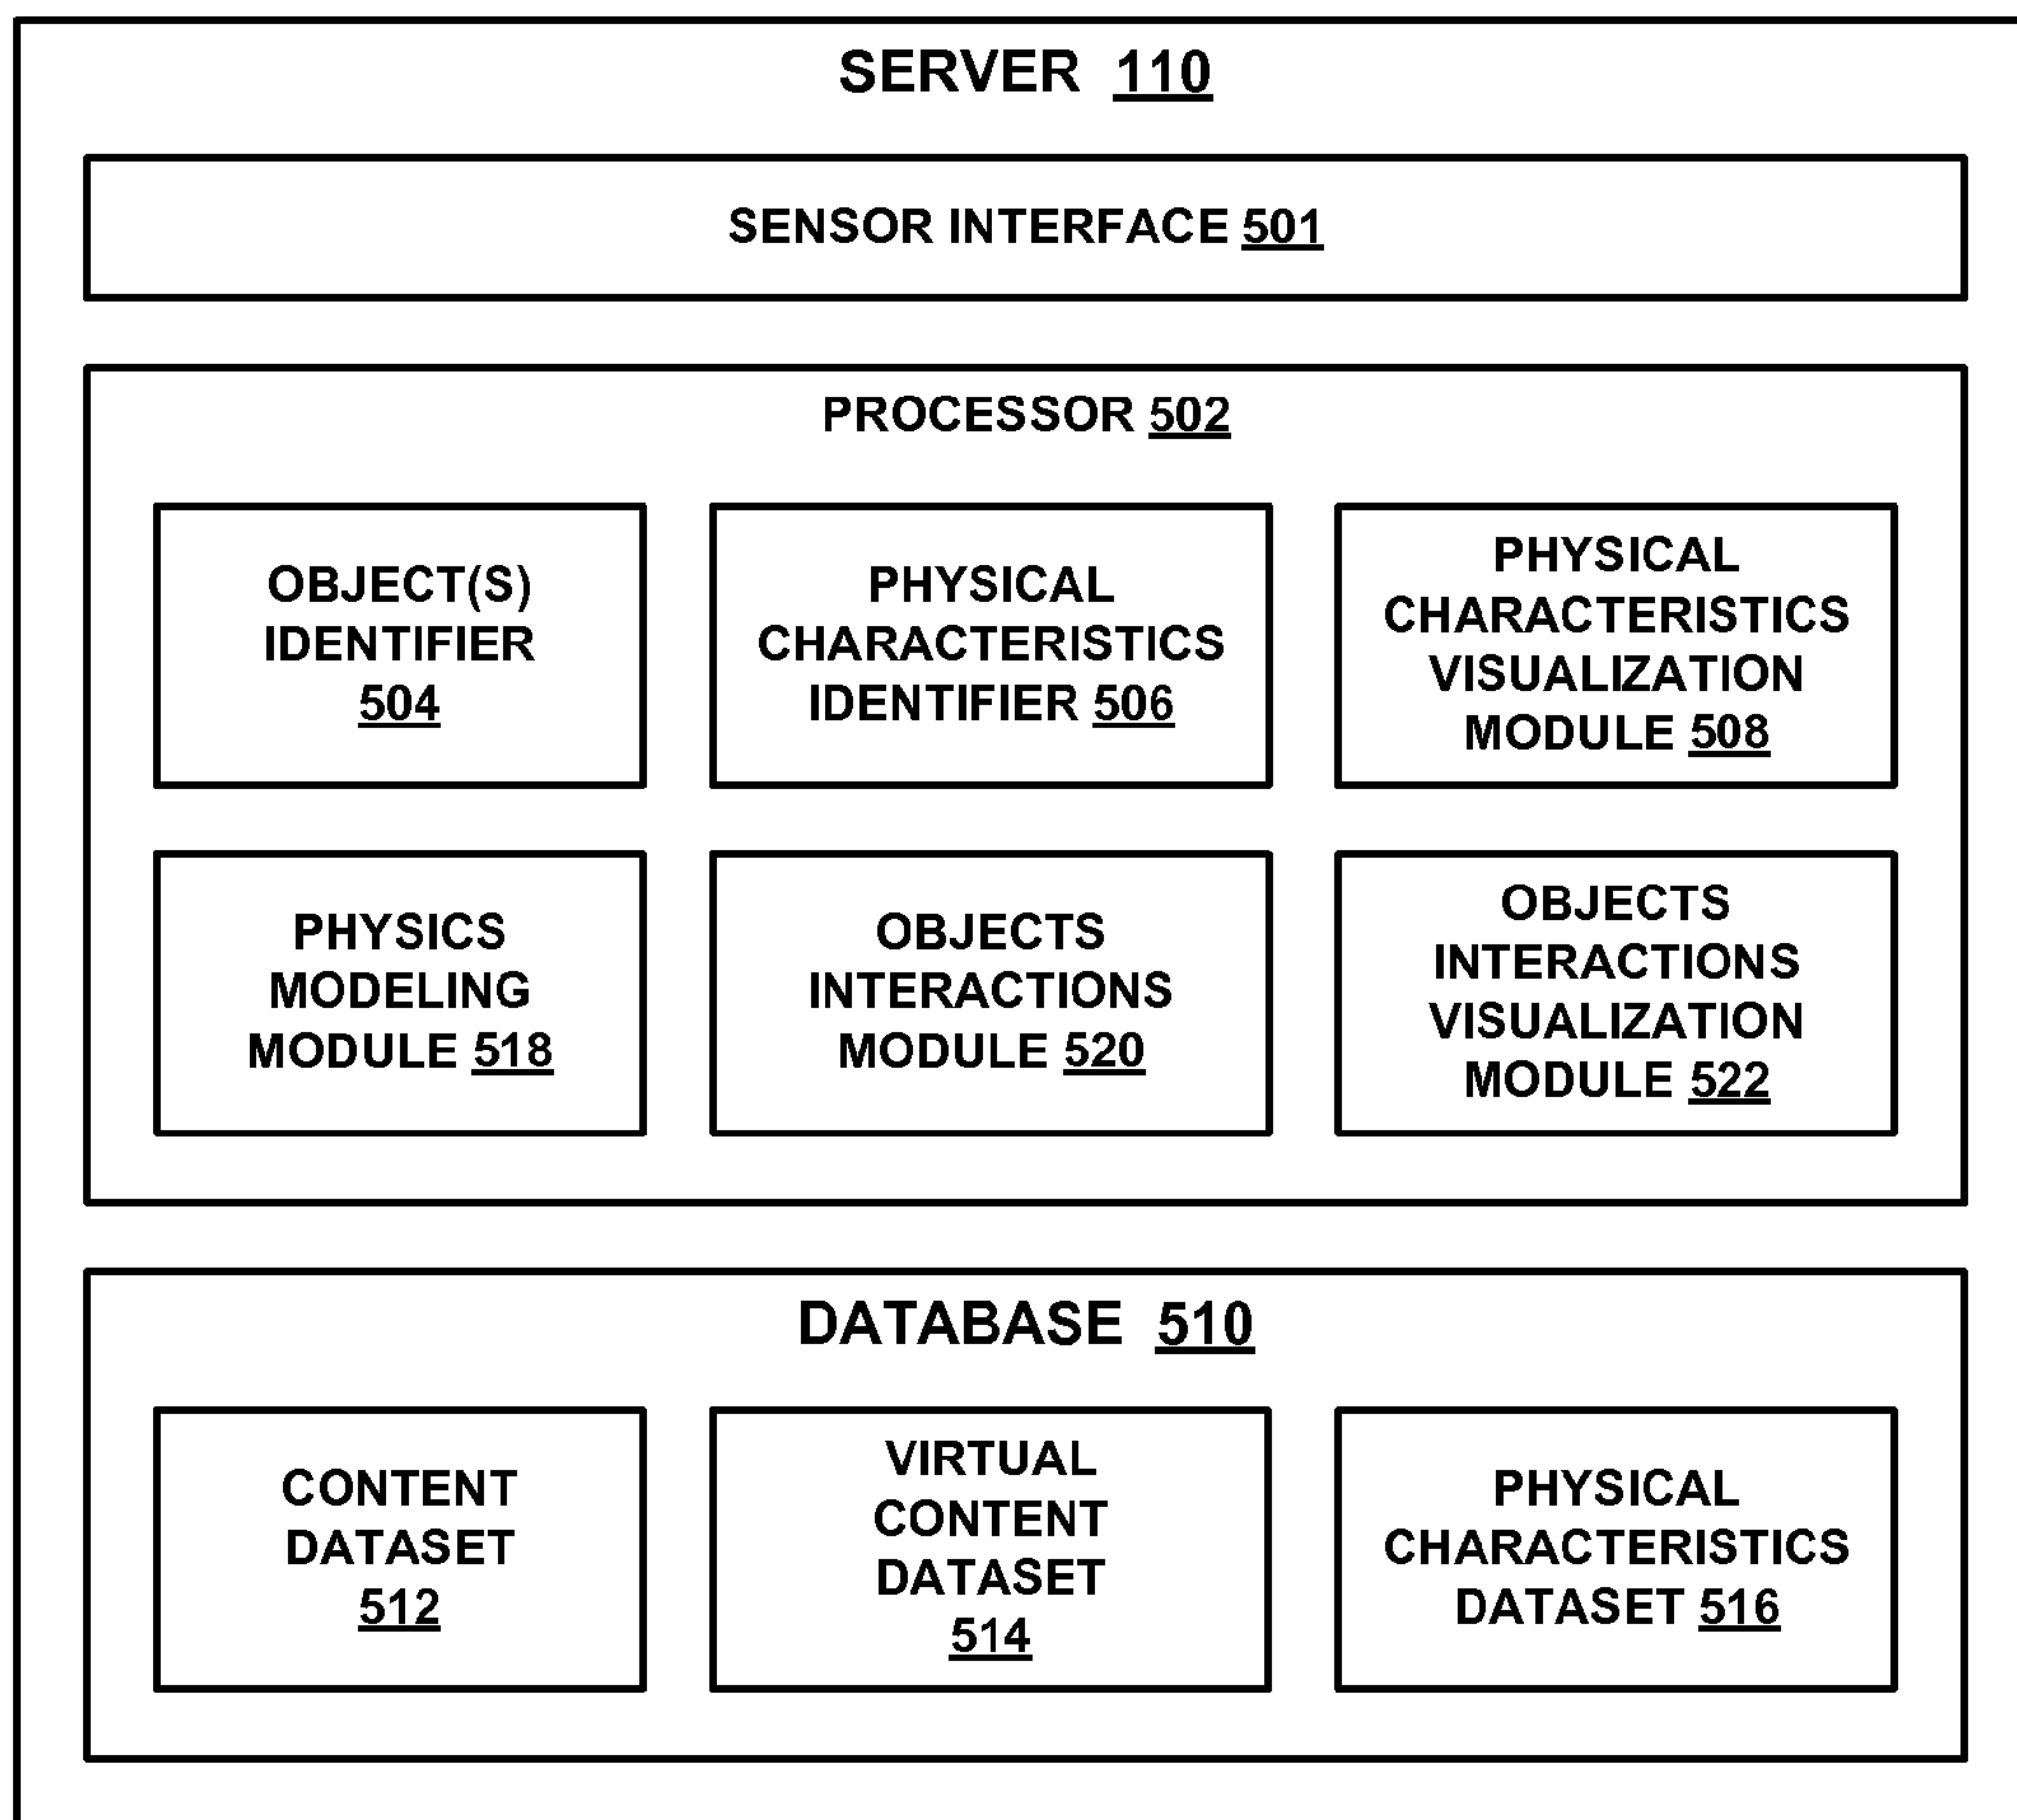 SERVER 110
SENSOR INTERFACE 501
PROCESSOR 502
OBJECT(S)
IDENTIFIER
504
PHYSICAL
CHARACTERISTICS
IDENTIFIER 506
PHYSICAL
CHARACTERISTICS
VISUALIZATION
MODULE 508
PHYSICS
MODELING
MODULE 518
OBJECTS
INTERACTIONS
MODULE 520
OBJECTS
INTERACTIONS
VISUALIZATION
MODULE 522
DATABASE 510
CONTENT
DATASET
512
VIRTUAL
CONTENT
DATASET
514
PHYSICAL
CHARACTERISTICS
DATASET 516